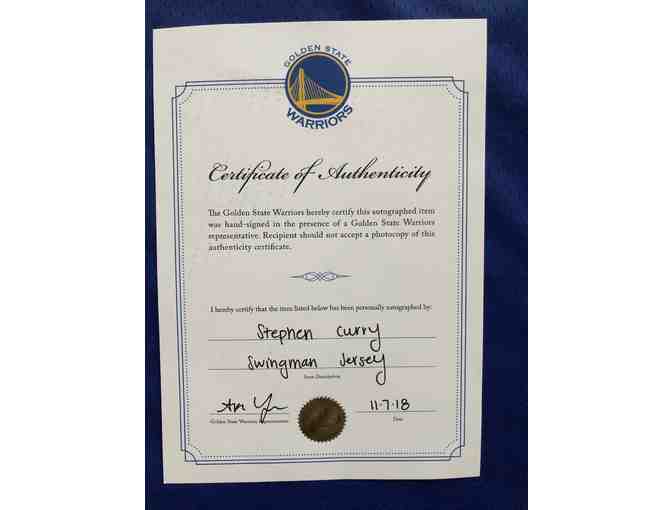 GOLDEN STATE
WARRIORS
Certificate of Authenticity
The Golden State Warriors hereby certify this autographed item
was hand-signed in the presence of a Golden State Warriors
representative. Recipient should not accept a photocopy of this
authenticity certificate.
I hereby certify that the item listed below has been personally autographed by:
Stephen Curry
Swingman Jersey
Item Description
11-7-18
Golden State Warriors Representative
Date